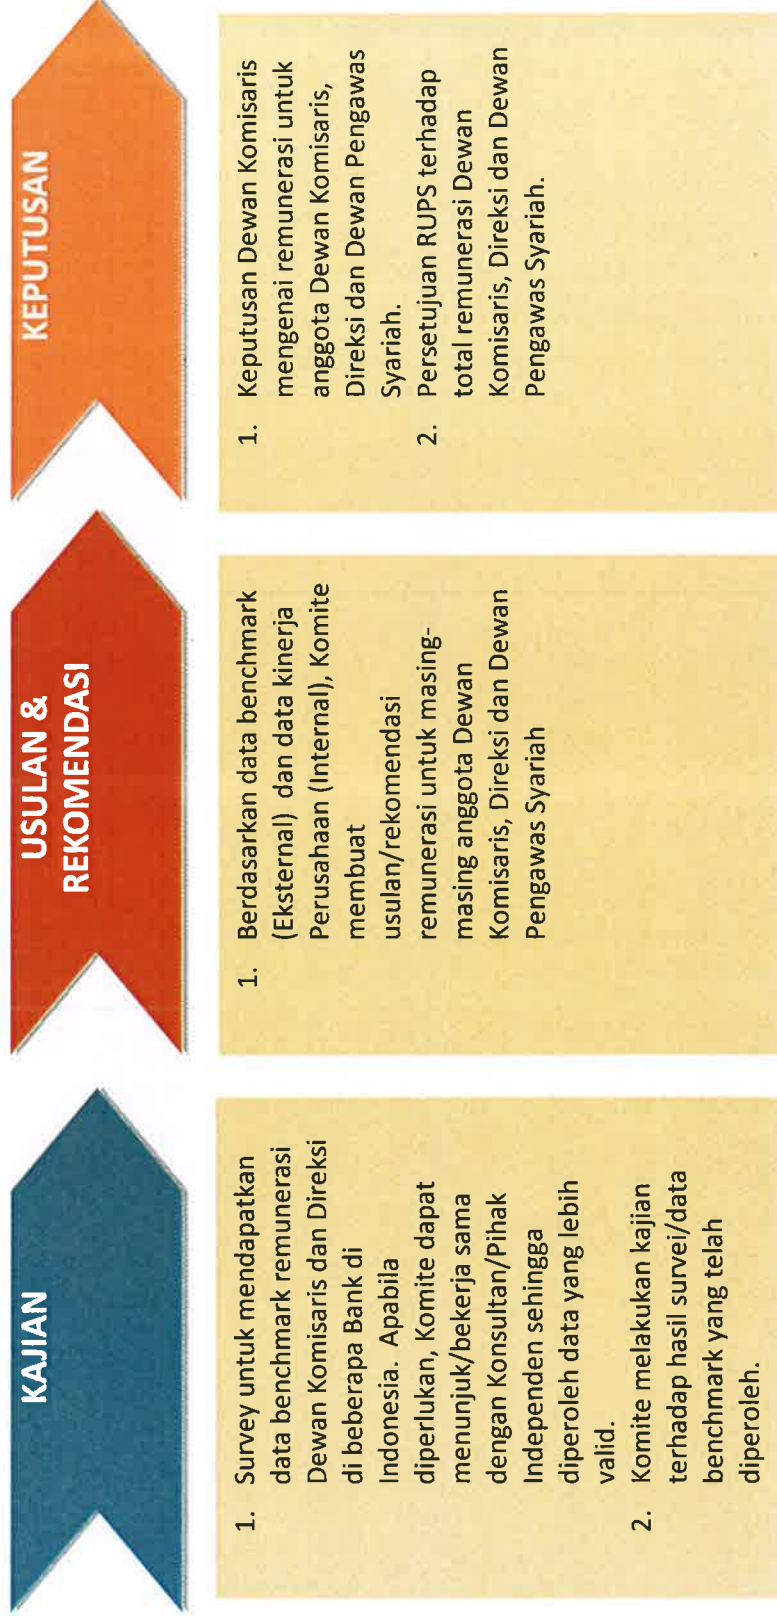 KAJIAN
1. Survey untuk mendapatkan
data benchmark remunerasi
Dewan Komisaris dan Direksi
di beberapa Bank di
Indonesia. Apabila
diperlukan, Komite dapat
menunjuk/bekerja sama
dengan Konsultan/Pihak
Independen sehingga
diperoleh data yang lebih
valid.
2. Komite melakukan kajian
terhadap hasil survei/data
benchmark yang telah
diperoleh.
USULAN &
REKOMENDASI
1. Berdasarkan data benchmark
(Eksternal) dan data kinerja
Perusahaan (Internal), Komite
membuat
usulan/rekomendasi
remunerasi untuk masing-
masing anggota Dewan
Komisaris, Direksi dan Dewan
Pengawas Syariah
KEPUTUSAN
1. Keputusan Dewan Komisaris
mengenai remunerasi untuk
anggota Dewan Komisaris,
Direksi dan Dewan Pengawas
Syariah.
2. Persetujuan RUPS terhadap
total remunerasi Dewan
Komisaris, Direksi dan Dewan
Pengawas Syariah.